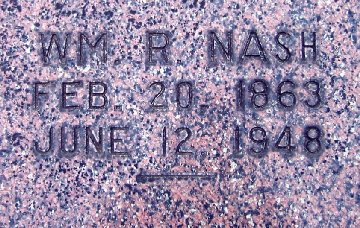 WM. R. NASH
FEB. 20. 1863
JUNE 12. 1948